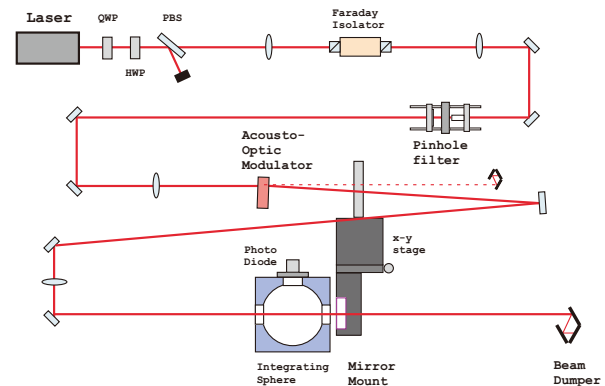 Laser
QWP
PBS
HWP
Faraday
Isolator
Pinhole
filter
Acousto-
Optic
Modulator
x-y
stage
Photo
Diode
Integrating
Sphere
Mirror
Mount
Beam
Dumper